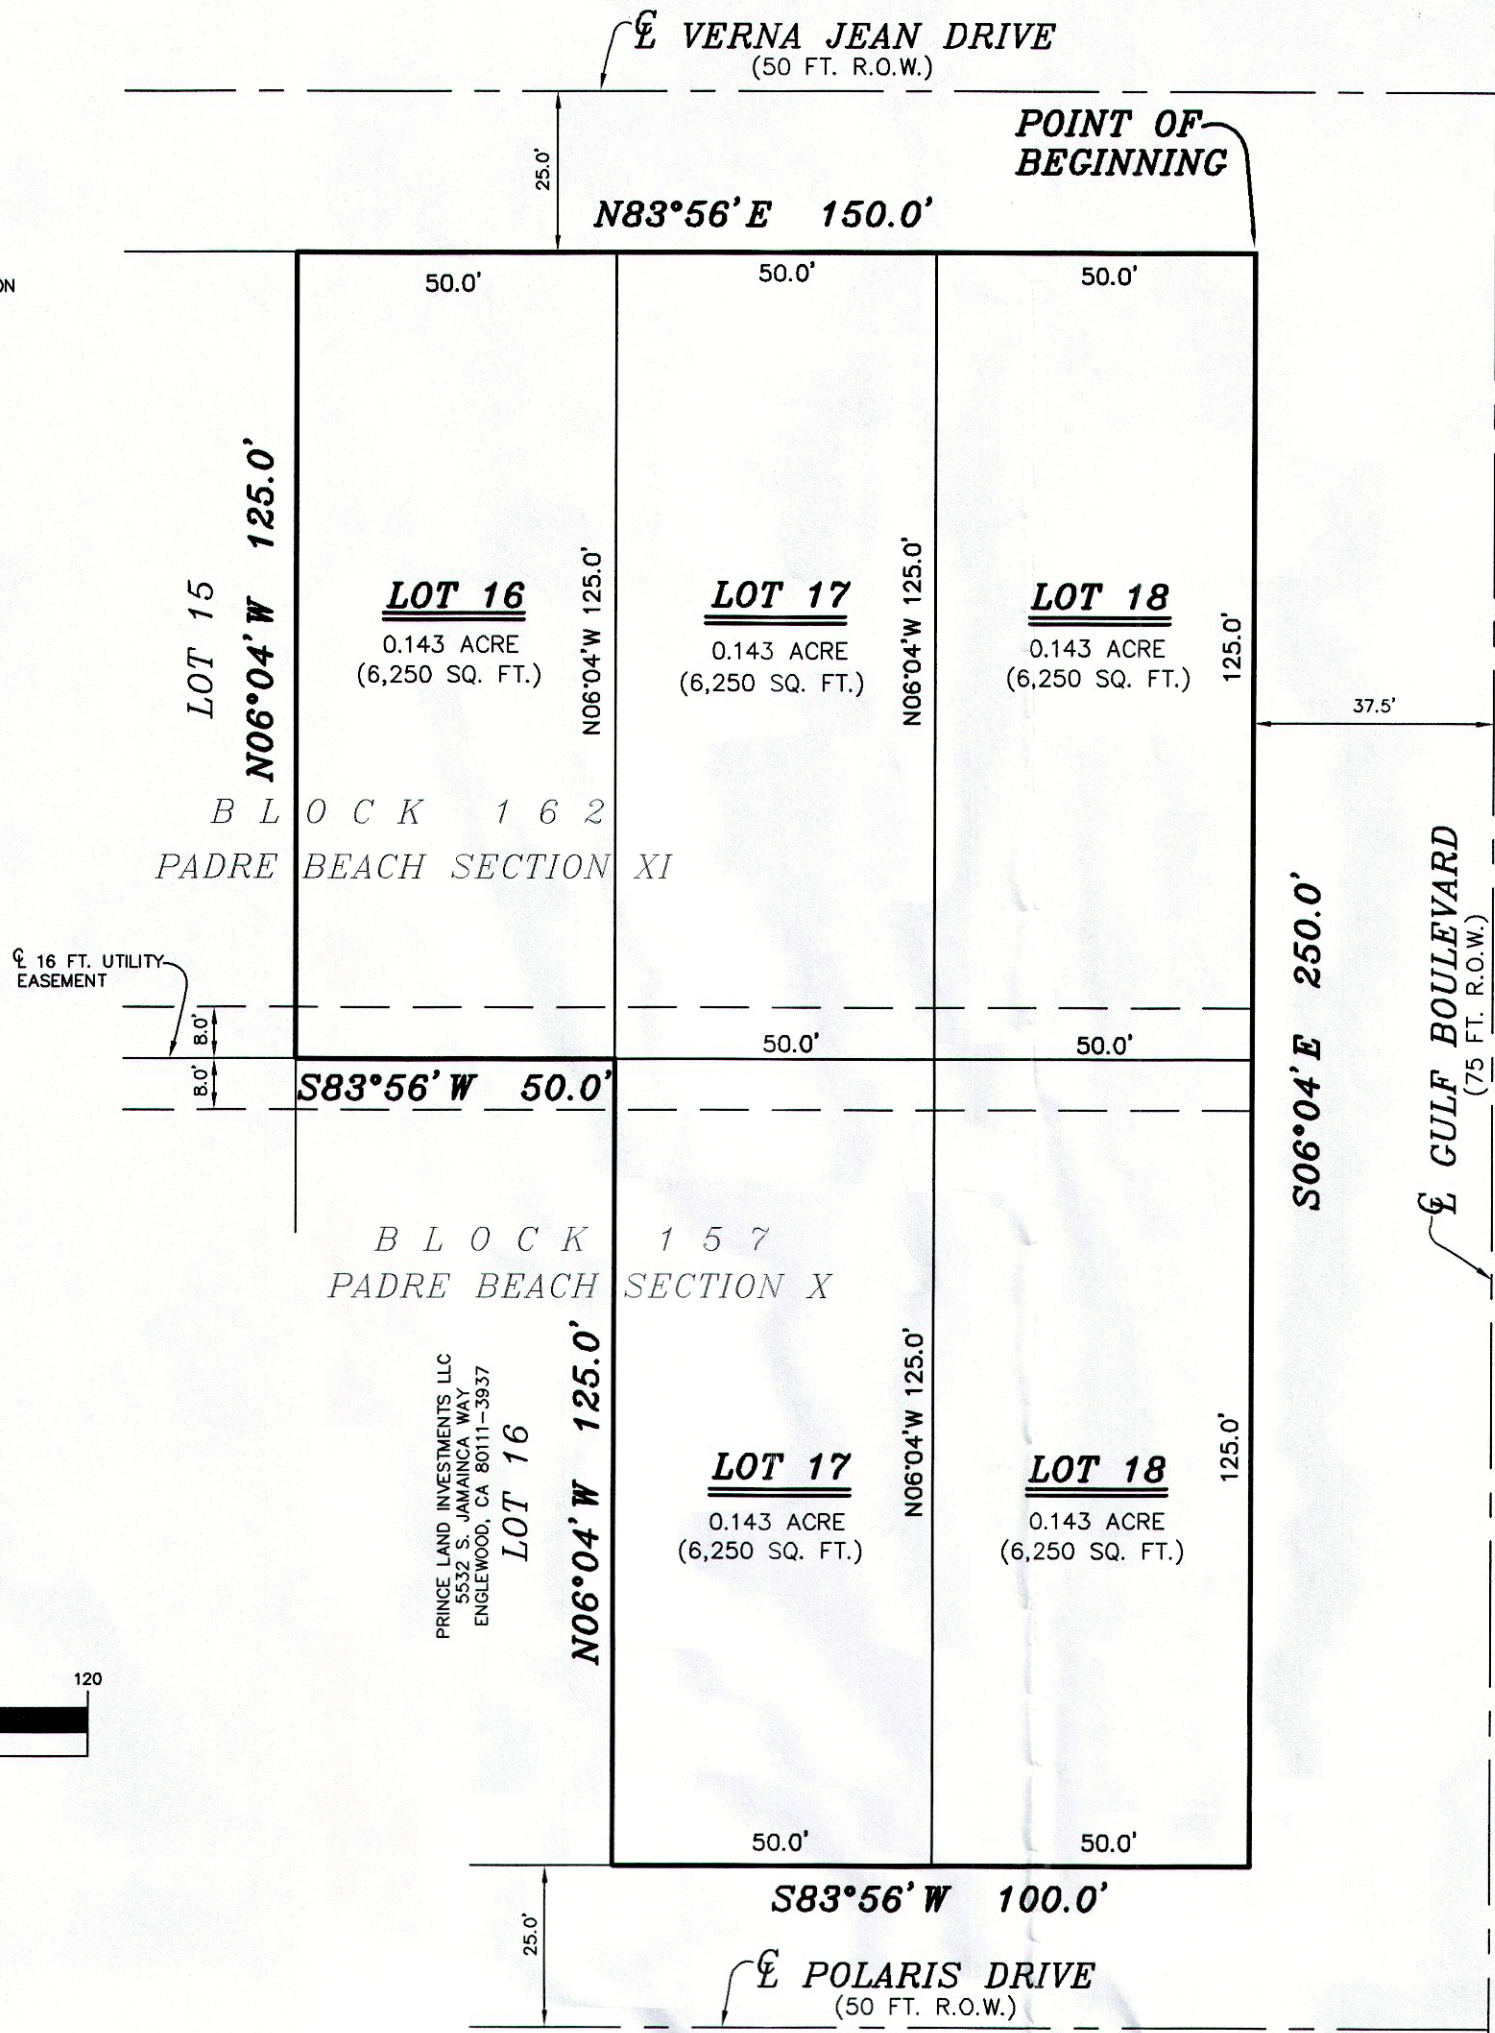 ℄ VERNA JEAN DRIVE
(50 FT. R.O.W.)
POINT OF
BEGINNING
25.0'
N83°56'E 150.0'
50.0'
50.0'
50.0'
ON
LOT 15
N06°04'W 125.0'
LOT 16
0.143 ACRE
(6,250 SQ. FT.)
N06°04'W 125.0'
LOT 17
0.143 ACRE
(6,250 SQ. FT.)
N06°04'W 125.0'
LOT 18
0.143 ACRE
(6,250 SQ. FT.)
125.0'
37.5'
BLOCK 162
PADRE BEACH SECTION XI
℄ GULF BOULEVARD
(75 FT. R.O.W.)
S06°04'E 250.0'
℄ 16 FT. UTILITY
EASEMENT
8.0'
8.0'
50.0'
50.0'
S83°56'W 50.0'
BLOCK 157
PADRE BEACH SECTION X
PRINCE LAND INVESTMENTS LLC
5532 S. JAMAINCA WAY
ENGLEWOOD, CA 80111-3937
LOT 16
N06°04'W 125.0'
LOT 17
0.143 ACRE
(6,250 SQ. FT.)
N06°04'W 125.0'
LOT 18
0.143 ACRE
(6,250 SQ. FT.)
125.0'
120
50.0'
50.0'
S83°56'W 100.0'
25.0'
℄ POLARIS DRIVE
(50 FT. R.O.W.)